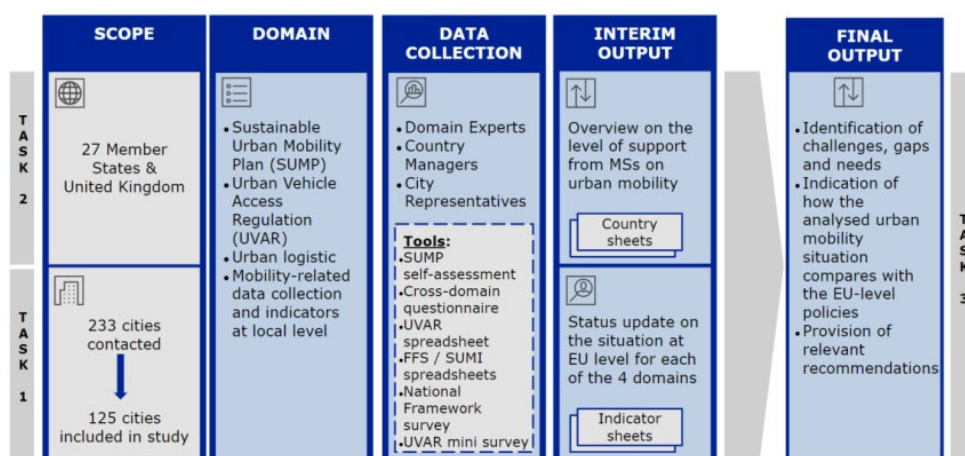 SCOPE
DOMAIN
DATA
COLLECTION
INTERIM
OUTPUT
FINAL
OUTPUT
TASK 2
27 Member
States &
United Kingdom
TASK 1
233 cities
contacted
125 cities
included in study
•Sustainable
Urban Mobility
Plan (SUMP)
•Urban Vehicle
Access
Regulation
(UVAR)
•Urban logistic
•Mobility-related
data collection
and indicators
at local level
•Domain Experts
•Country
Managers
•City
Representatives
Tools:
•SUMP
self-assessment
•Cross-domain
questionnaire
•UVAR
spreadsheet
•FFS / SUMI
spreadsheets
•National
Framework
survey
•UVAR mini survey
Overview on the
level of support
from MSs on
urban mobility
Country
sheets
Status update on
the situation at
EU level for each
of the 4 domains
Indicator
sheets
•Identification of
challenges, gaps
and needs
•Indication of
how the
analysed urban
mobility
situation
compares with
the EU-level
policies
•Provision of
relevant
recommendations
TASK 3